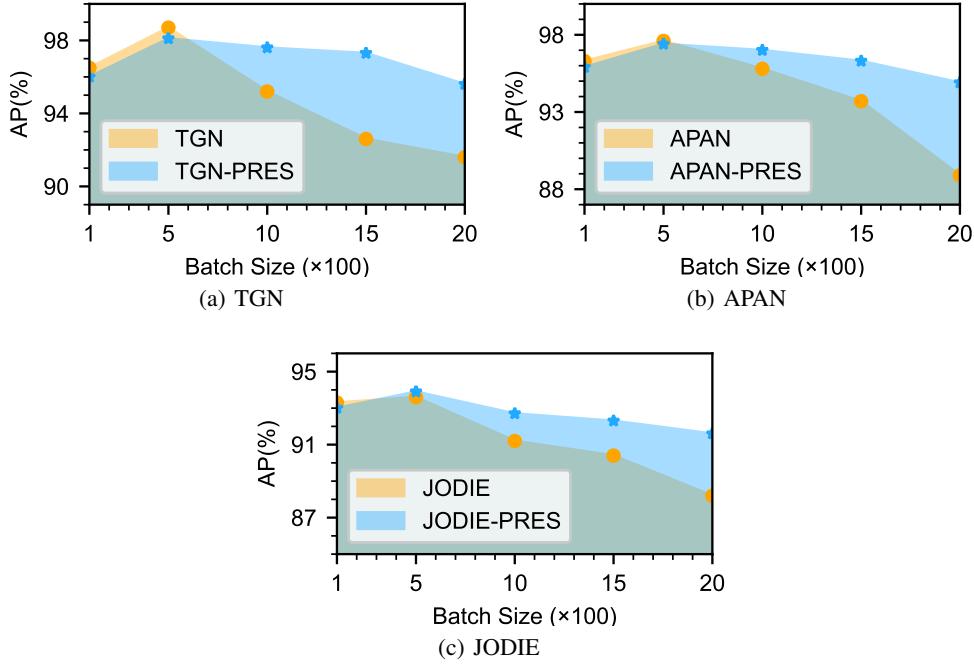 AP(%)
98
94
90
TGN
TGN-PRES
1 5 10 15 20
Batch Size (×100)
(a) TGN
AP(%)
98
93
88
APAN
APAN-PRES
1 5 10 15 20
Batch Size (×100)
(b) APAN
AP(%)
95
91
87
JODIE
JODIE-PRES
1 5 10 15 20
Batch Size (×100)
(c) JODIE